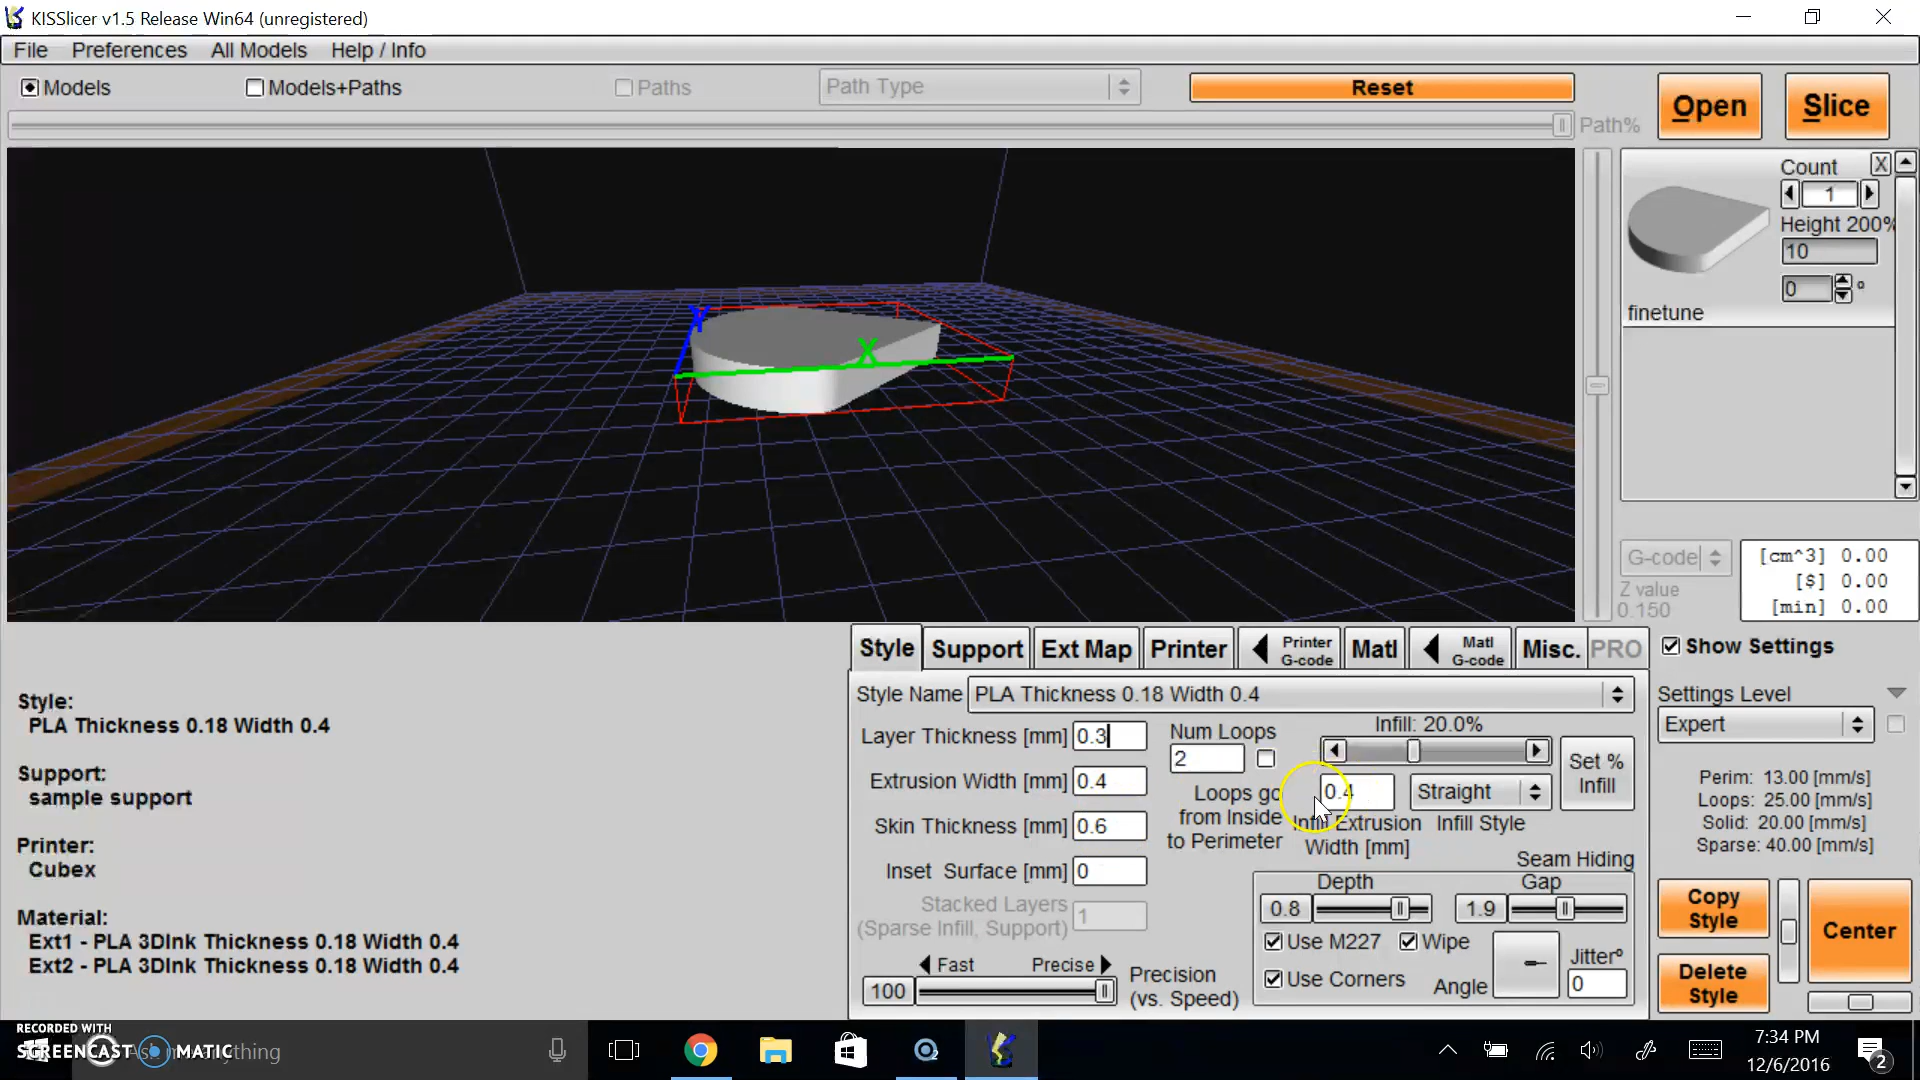 KISSlicer v1.5 Release Win64 (unregistered)
File Preferences All Models Help / Info
Models Models+Paths Paths Path Type Reset
Open Slice
Path%
Count X
1
Height 200%
10
0 °
finetune
Y
X
G-code
Z value
0.150
[cm^3] 0.00
[$] 0.00
[min] 0.00
Style Support Ext Map Printer Printer G-code Matl Matl G-code Misc. PRO
Show Settings
Style Name PLA Thickness 0.18 Width 0.4
Settings Level
Expert
Style:
PLA Thickness 0.18 Width 0.4
Support:
sample support
Printer:
Cubex
Material:
Ext1 - PLA 3DInk Thickness 0.18 Width 0.4
Ext2 - PLA 3DInk Thickness 0.18 Width 0.4
Layer Thickness [mm] 0.3
Extrusion Width [mm] 0.4
Skin Thickness [mm] 0.6
Inset Surface [mm] 0
Stacked Layers
(Sparse Infill, Support) 1
Fast Precise
100
Precision
(vs. Speed)
Num Loops
2
Loops go
from Inside
to Perimeter
Infill: 20.0%
0.4
Straight
Infill Extrusion
Width [mm]
Infill Style
Set %
Infill
Seam Hiding
Depth Gap
0.8 1.9
Use M227 Wipe
Use Corners
Angle
Jitter°
0
Perim: 13.00 [mm/s]
Loops: 25.00 [mm/s]
Solid: 20.00 [mm/s]
Sparse: 40.00 [mm/s]
Copy
Style
Center
Delete
Style
RECORDED WITH
SCREENCAST MATIC
7:34 PM
12/6/2016
2